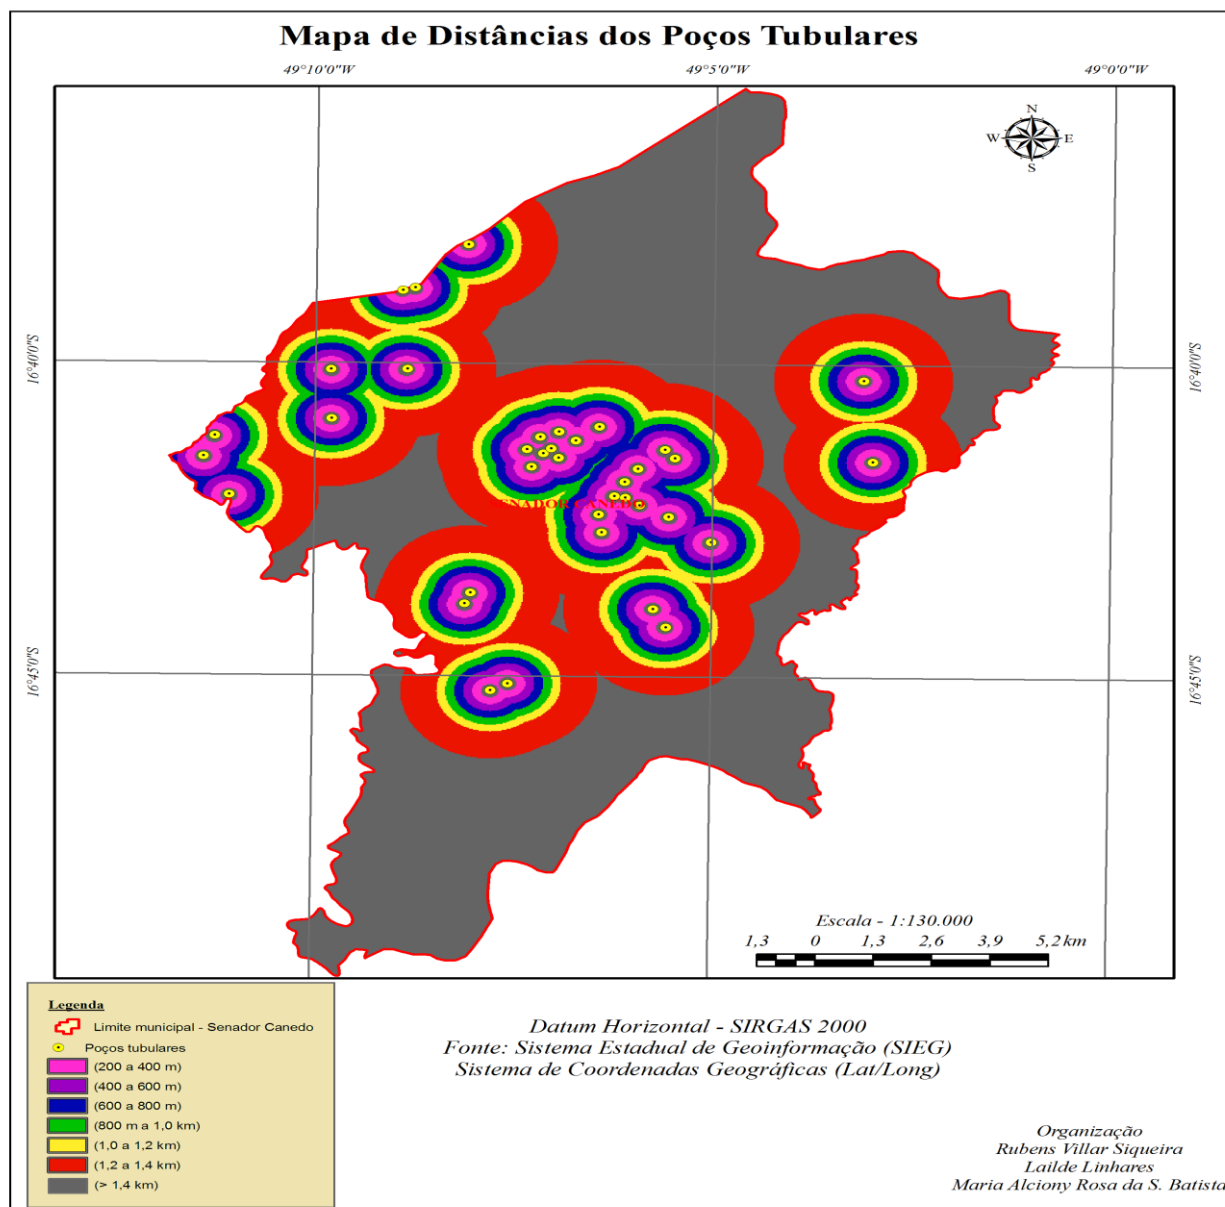 Mapa de Distâncias dos Poços Tubulares
49°10'0"W
49°5'0"W
49°0'0"W
N
W
E
S
16°40'0"S
16°40'0"S
SENADOR CANEDO
16°45'0"S
16°45'0"S
Escala - 1:130.000
1,3 0 1,3 2,6 3,9 5,2 km
Legenda
Limite municipal - Senador Canedo
Poços tubulares
(200 a 400 m)
(400 a 600 m)
(600 a 800 m)
(800 m a 1,0 km)
(1,0 a 1,2 km)
(1,2 a 1,4 km)
(> 1,4 km)
Datum Horizontal - SIRGAS 2000
Fonte: Sistema Estadual de Geoinformação (SIEG)
Sistema de Coordenadas Geográficas (Lat/Long)
Organização
Rubens Villar Siqueira
Lailde Linhares
Maria Alciony Rosa da S. Batista